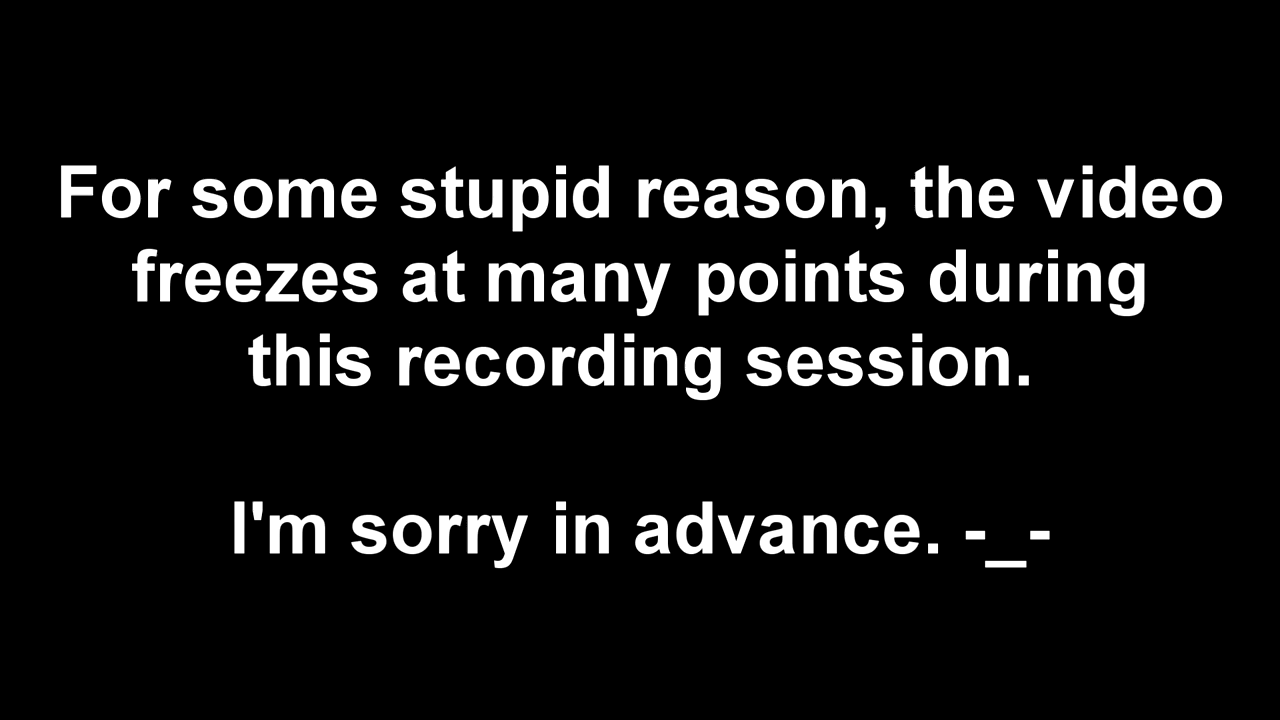 For some stupid reason, the video
freezes at many points during
this recording session.
I'm sorry in advance. -_-